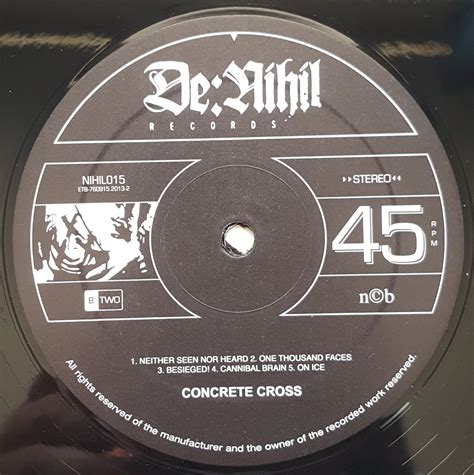 De:Nihil
RECORDS
NIHIL015
ETB-760915.2013-2
STEREO
45
RPM
B TWO
n©b
1. NEITHER SEEN NOR HEARD 2. ONE THOUSAND FACES
3. BESIEGED! 4. CANNIBAL BRAIN 5. ON ICE
CONCRETE CROSS
All rights reserved of the manufacturer and the owner of the recorded work reserved.